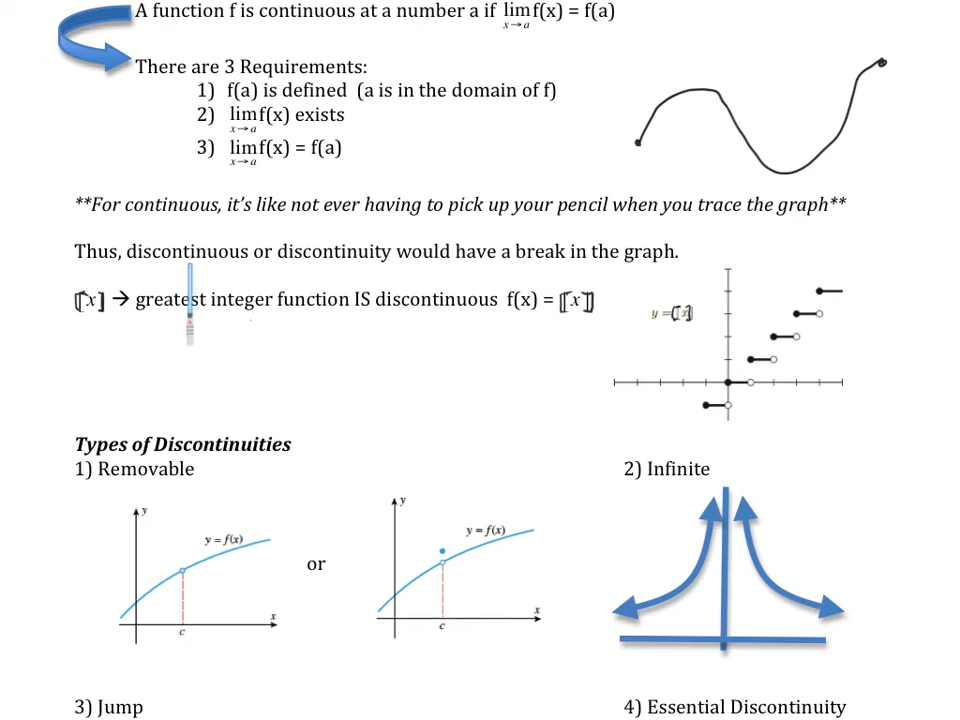 A function f is continuous at a number a if lim f(x) = f(a)
x→a
There are 3 Requirements:
1) f(a) is defined (a is in the domain of f)
2) lim f(x) exists
x→a
3) lim f(x) = f(a)
x→a
**For continuous, it's like not ever having to pick up your pencil when you trace the graph**
Thus, discontinuous or discontinuity would have a break in the graph.
⟦x⟧ → greatest integer function IS discontinuous f(x) = ⟦x⟧
y = ⟦x⟧
Types of Discontinuities
1) Removable
2) Infinite
y
y = f(x)
x
c
or
y
y = f(x)
x
c
3) Jump
4) Essential Discontinuity